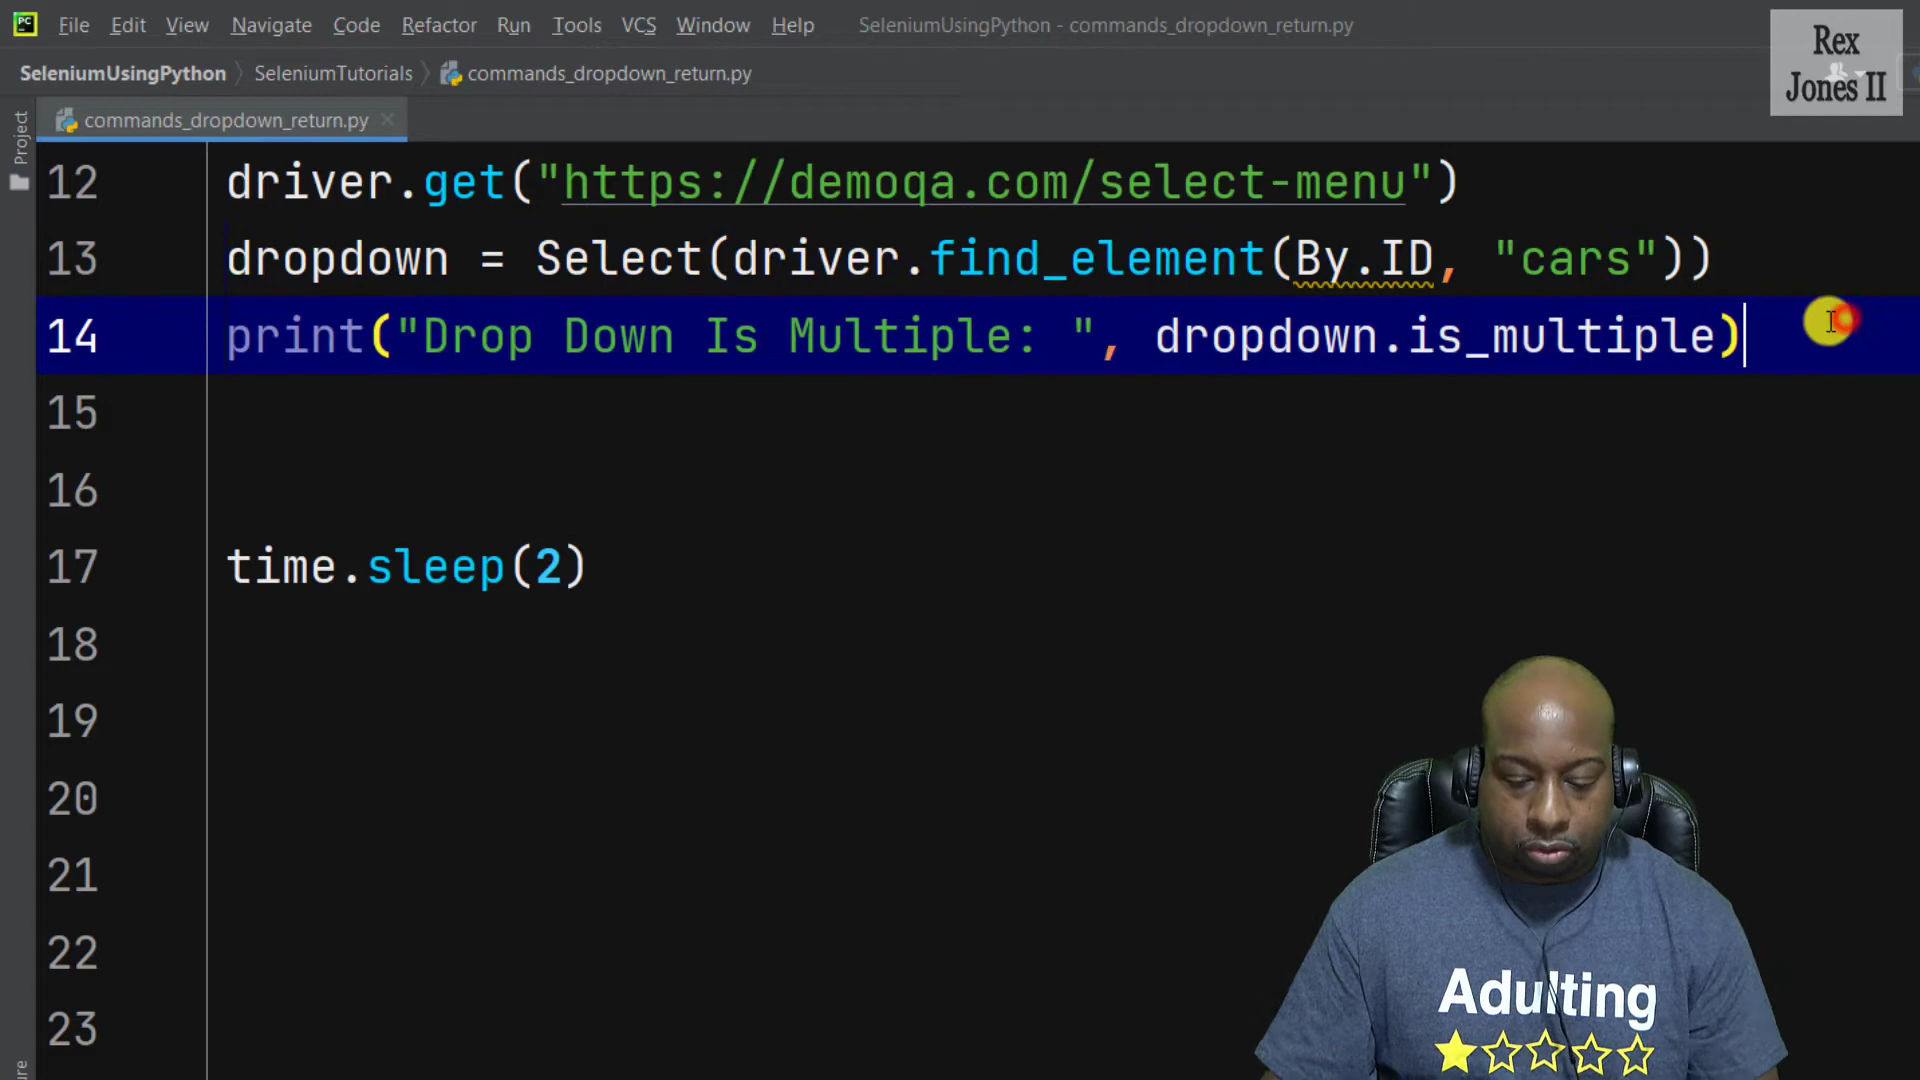 PC File Edit View Navigate Code Refactor Run Tools VCS Window Help SeleniumUsingPython - commands_dropdown_return.py
Rex
Jones II
SeleniumUsingPython SeleniumTutorials commands_dropdown_return.py
commands_dropdown_return.py
Project
12 driver.get("https://demoqa.com/select-menu")
13 dropdown = Select(driver.find_element(By.ID, "cars"))
14 print("Drop Down Is Multiple: ", dropdown.is_multiple)
15
16
17 time.sleep(2)
18
19
20
21
22
23
Adulting